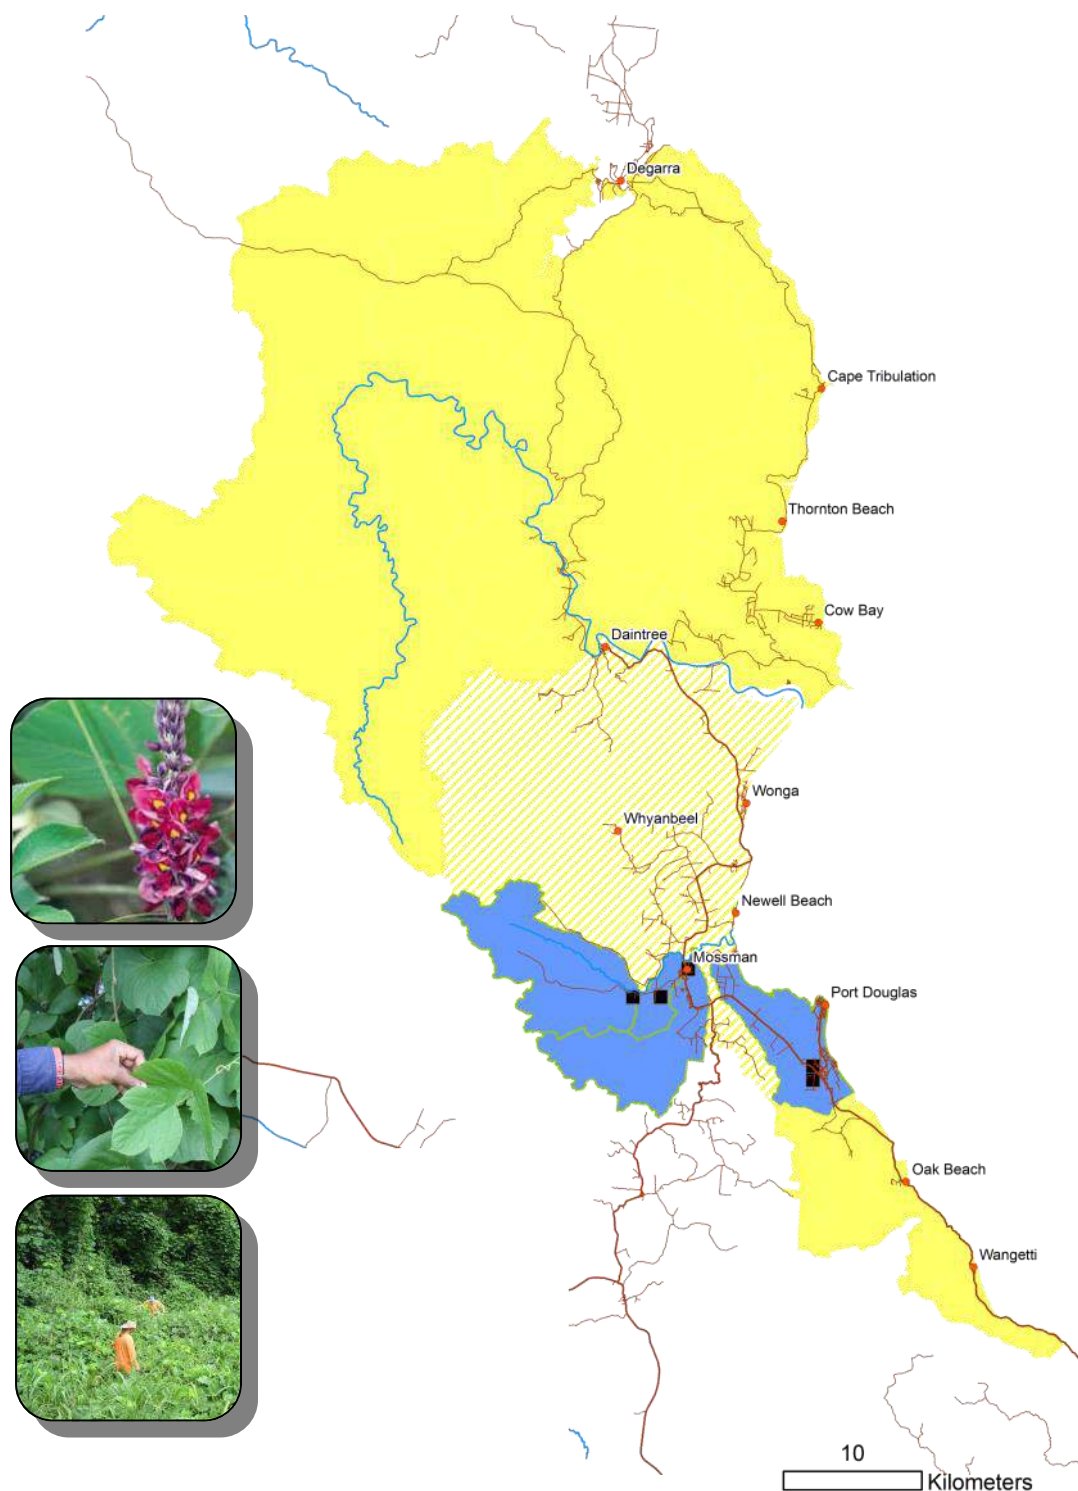 Degarra
Cape Tribulation
Thornton Beach
Cow Bay
Daintree
Wonga
Whyanbeel
Newell Beach
Mossman
Port Douglas
Oak Beach
Wangetti
10
Kilometers